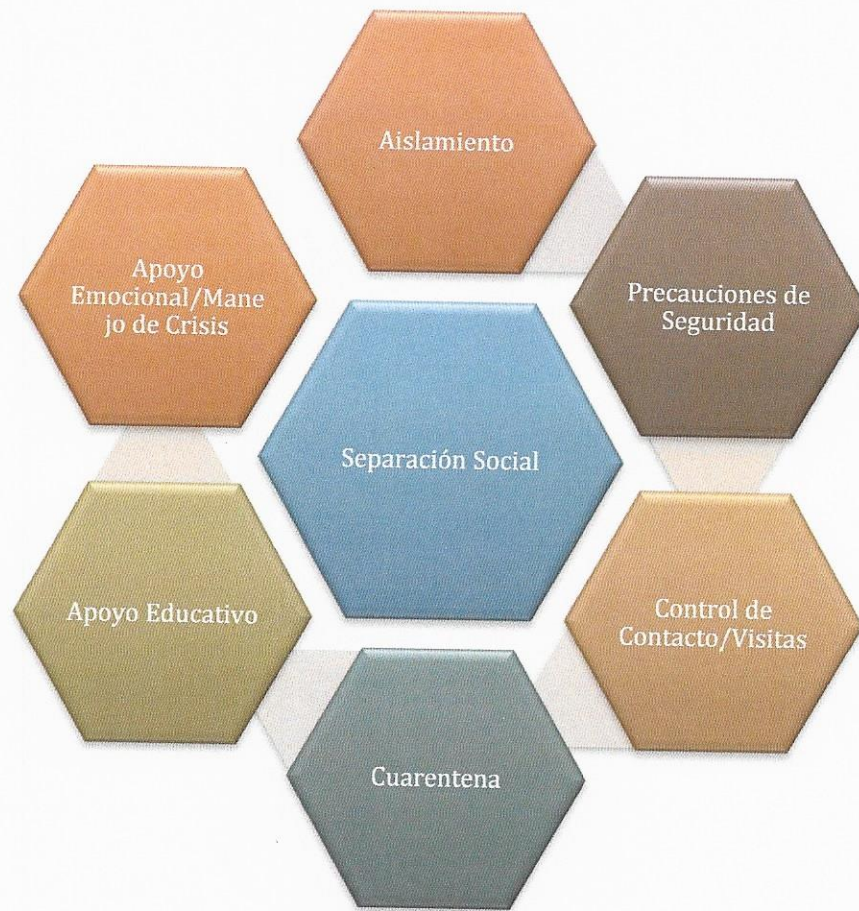 Aislamiento
Precauciones de
Seguridad
Control de
Contacto/Visitas
Cuarentena
Apoyo Educativo
Apoyo
Emocional/Mane
jo de Crisis
Separación Social